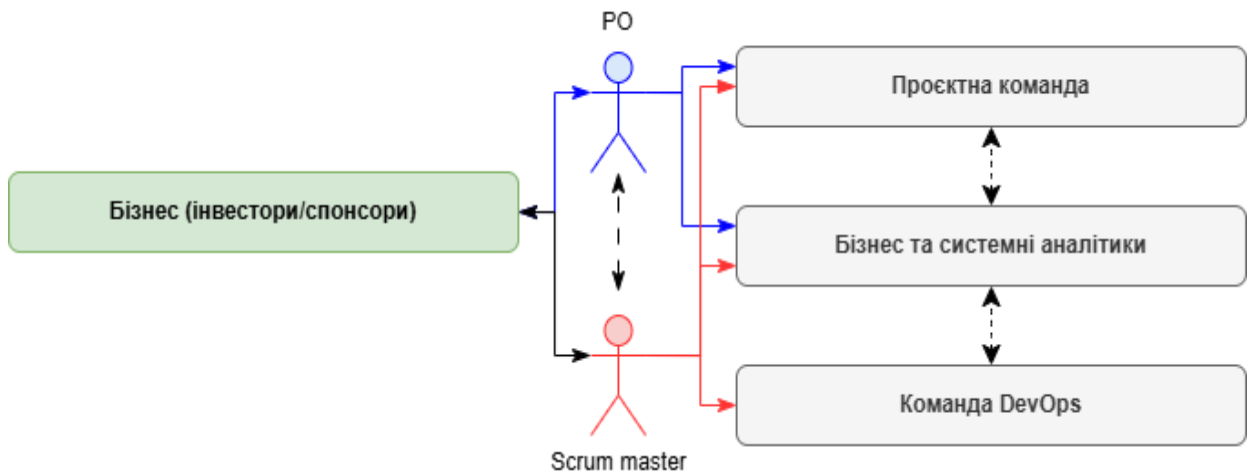 PO
Проєктна команда
Бізнес (інвестори/спонсори)
Бізнес та системні аналітики
Команда DevOps
Scrum master